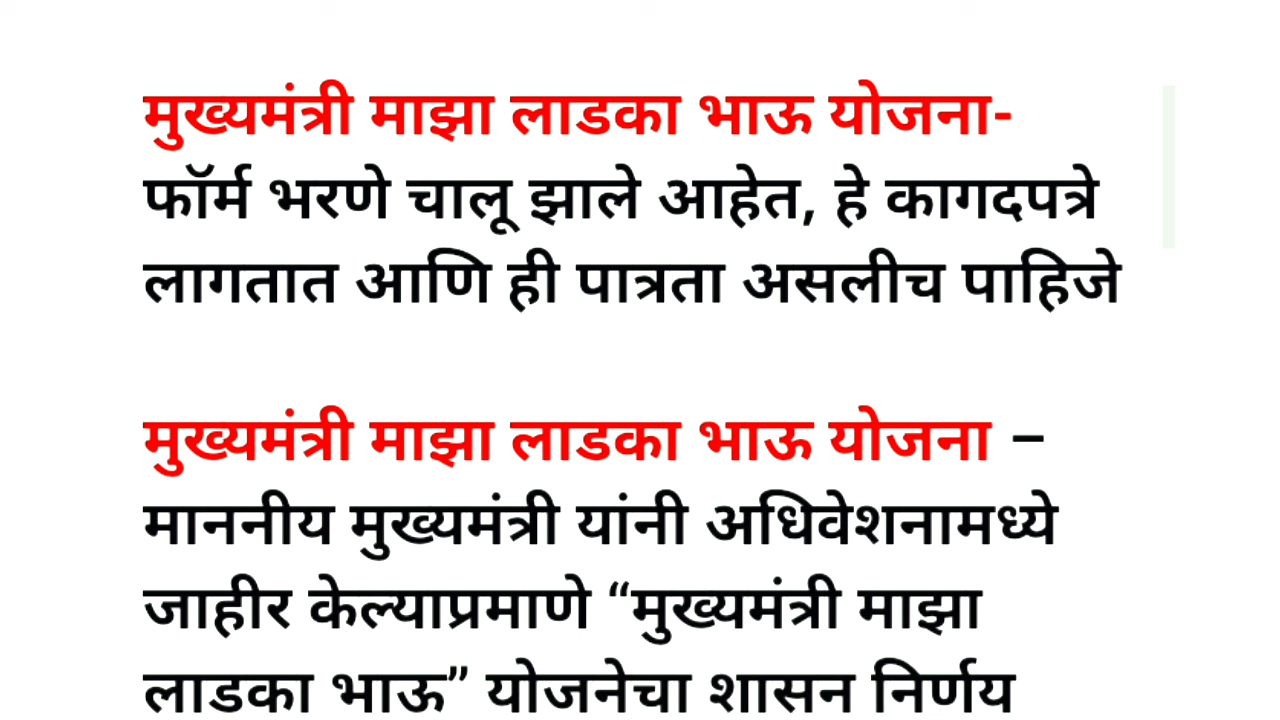 मुख्यमंत्री माझा लाडका भाऊ योजना-
फॉर्म भरणे चालू झाले आहेत, हे कागदपत्रे
लागतात आणि ही पात्रता असलीच पाहिजे
मुख्यमंत्री माझा लाडका भाऊ योजना –
माननीय मुख्यमंत्री यांनी अधिवेशनामध्ये
जाहीर केल्याप्रमाणे “मुख्यमंत्री माझा
लाडका भाऊ” योजनेचा शासन निर्णय